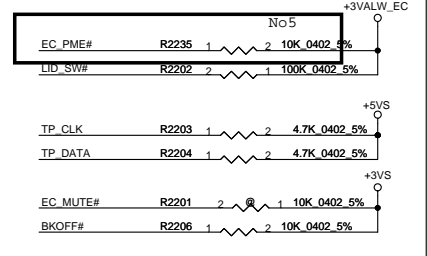 +3VALW_EC
No5
EC_PME# R2235 1 2 10K_0402_5%
LID_SW# R2202 2 1 100K_0402_5%
+5VS
TP_CLK R2203 1 2 4.7K_0402_5%
TP_DATA R2204 1 2 4.7K_0402_5%
+3VS
EC_MUTE# R2201 2 @ 1 10K_0402_5%
BKOFF# R2206 1 2 10K_0402_5%